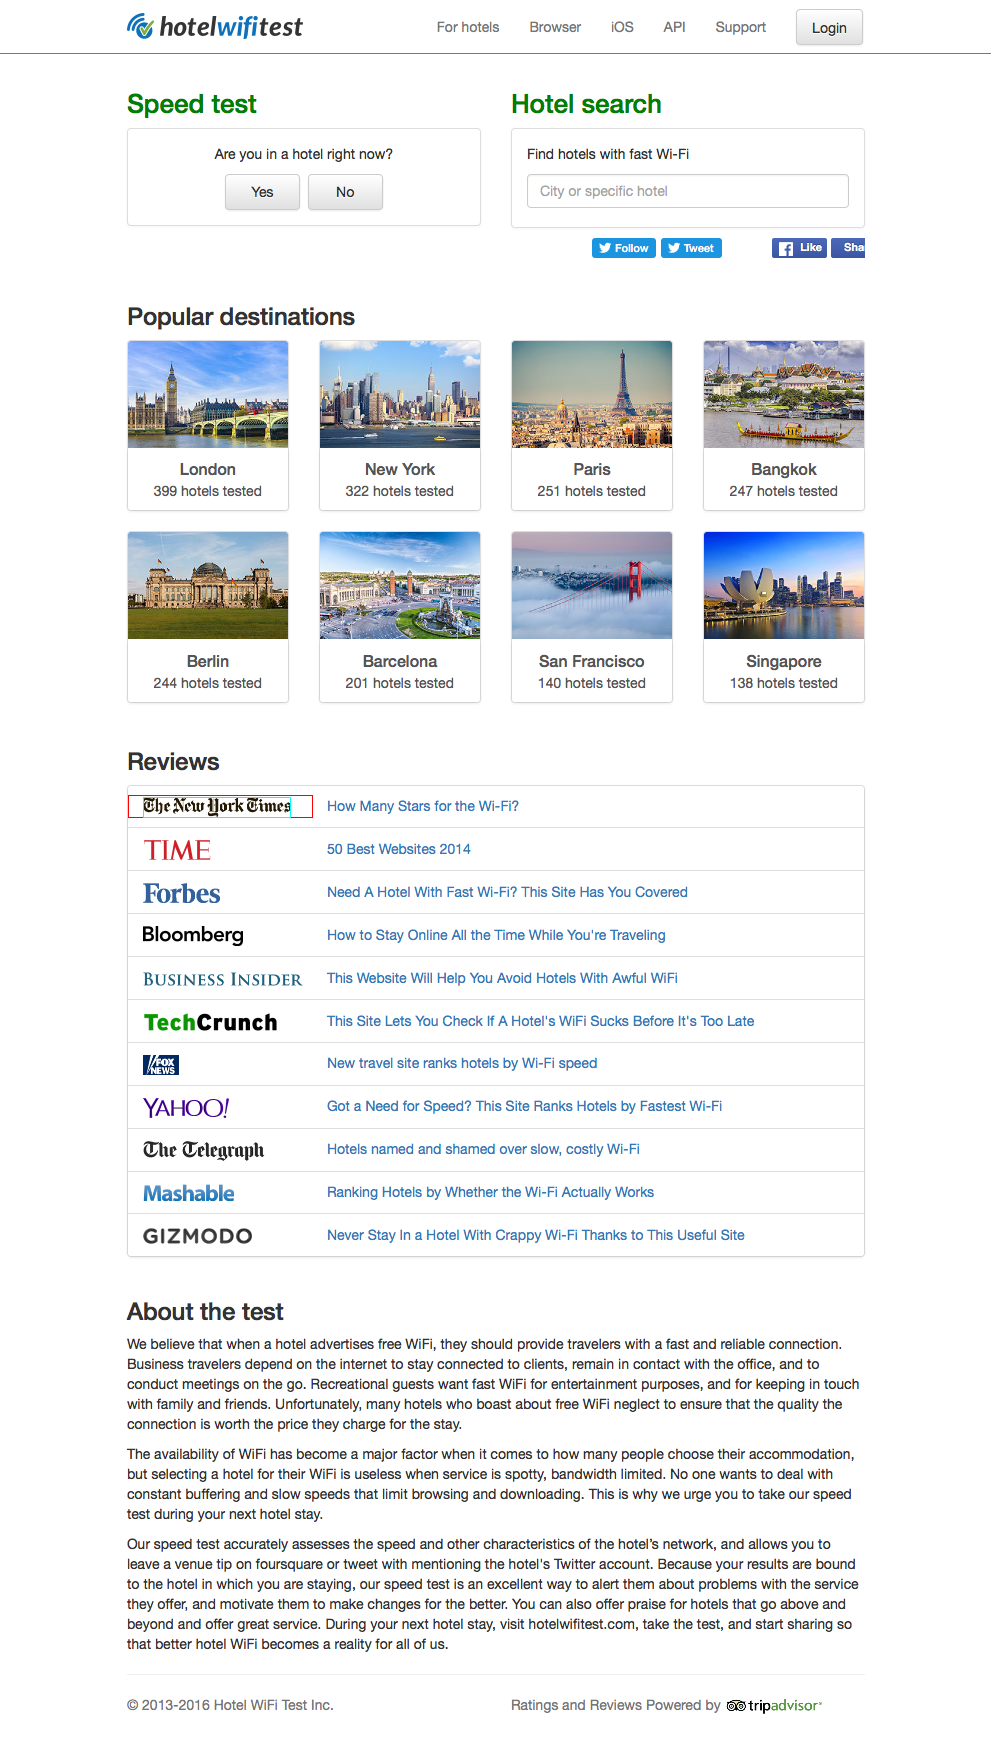 hotelwifitest
For hotels
Browser
iOS
API
Support
Login
Speed test
Are you in a hotel right now?
Yes
No
Hotel search
Find hotels with fast Wi-Fi
City or specific hotel
Follow
Tweet
Like
Sha
Popular destinations
London
399 hotels tested
New York
322 hotels tested
Paris
251 hotels tested
Bangkok
247 hotels tested
Berlin
244 hotels tested
Barcelona
201 hotels tested
San Francisco
140 hotels tested
Singapore
138 hotels tested
Reviews
The New York Times
How Many Stars for the Wi-Fi?
TIME
50 Best Websites 2014
Forbes
Need A Hotel With Fast Wi-Fi? This Site Has You Covered
Bloomberg
How to Stay Online All the Time While You're Traveling
BUSINESS INSIDER
This Website Will Help You Avoid Hotels With Awful WiFi
TechCrunch
This Site Lets You Check If A Hotel's WiFi Sucks Before It's Too Late
FOX NEWS
New travel site ranks hotels by Wi-Fi speed
YAHOO!
Got a Need for Speed? This Site Ranks Hotels by Fastest Wi-Fi
The Telegraph
Hotels named and shamed over slow, costly Wi-Fi
Mashable
Ranking Hotels by Whether the Wi-Fi Actually Works
GIZMODO
Never Stay In a Hotel With Crappy Wi-Fi Thanks to This Useful Site
About the test
We believe that when a hotel advertises free WiFi, they should provide travelers with a fast and reliable connection.
Business travelers depend on the internet to stay connected to clients, remain in contact with the office, and to
conduct meetings on the go. Recreational guests want fast WiFi for entertainment purposes, and for keeping in touch
with family and friends. Unfortunately, many hotels who boast about free WiFi neglect to ensure that the quality the
connection is worth the price they charge for the stay.
The availability of WiFi has become a major factor when it comes to how many people choose their accommodation,
but selecting a hotel for their WiFi is useless when service is spotty, bandwidth limited. No one wants to deal with
constant buffering and slow speeds that limit browsing and downloading. This is why we urge you to take our speed
test during your next hotel stay.
Our speed test accurately assesses the speed and other characteristics of the hotel’s network, and allows you to
leave a venue tip on foursquare or tweet with mentioning the hotel's Twitter account. Because your results are bound
to the hotel in which you are staying, our speed test is an excellent way to alert them about problems with the service
they offer, and motivate them to make changes for the better. You can also offer praise for hotels that go above and
beyond and offer great service. During your next hotel stay, visit hotelwifitest.com, take the test, and start sharing so
that better hotel WiFi becomes a reality for all of us.
© 2013-2016 Hotel WiFi Test Inc.
Ratings and Reviews Powered by tripadvisor